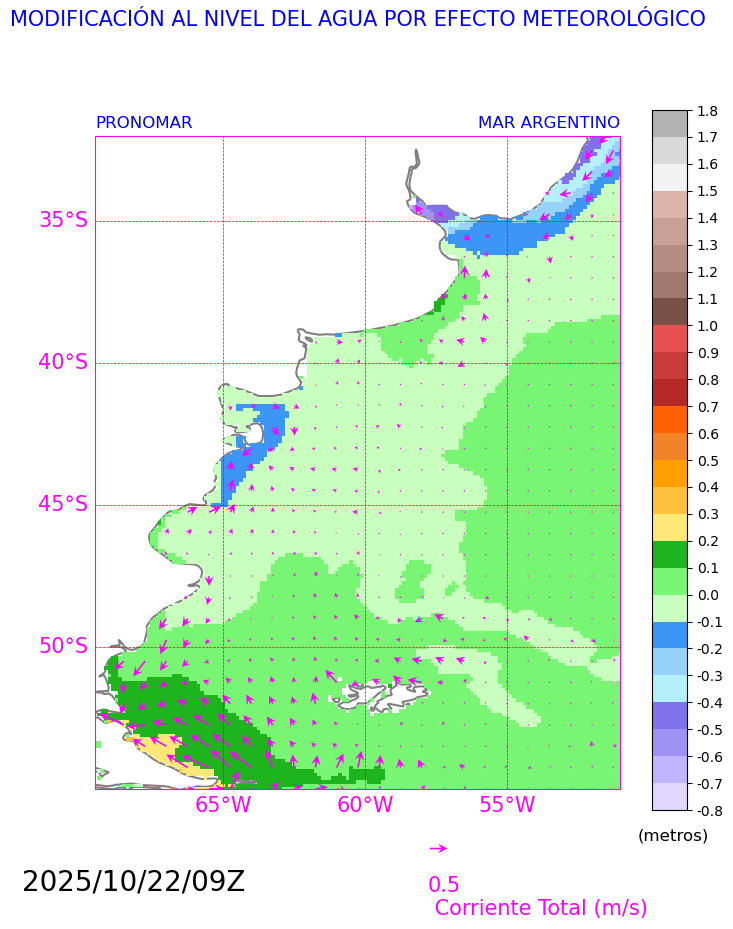 MODIFICACIÓN AL NIVEL DEL AGUA POR EFECTO METEOROLÓGICO
PRONOMAR
MAR ARGENTINO
35°S
40°S
45°S
50°S
65°W
60°W
55°W
1.8
1.7
1.6
1.5
1.4
1.3
1.2
1.1
1.0
0.9
0.8
0.7
0.6
0.5
0.4
0.3
0.2
0.1
0.0
-0.1
-0.2
-0.3
-0.4
-0.5
-0.6
-0.7
-0.8
(metros)
2025/10/22/09Z
0.5
Corriente Total (m/s)